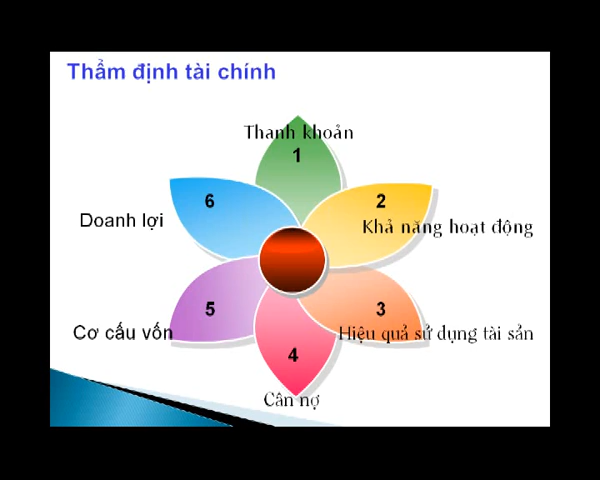 Thẩm định tài chính
Thanh khoản
1
2
Khả năng hoạt động
3
Hiệu quả sử dụng tài sản
4
Cân nợ
5
Cơ cấu vốn
6
Doanh lợi